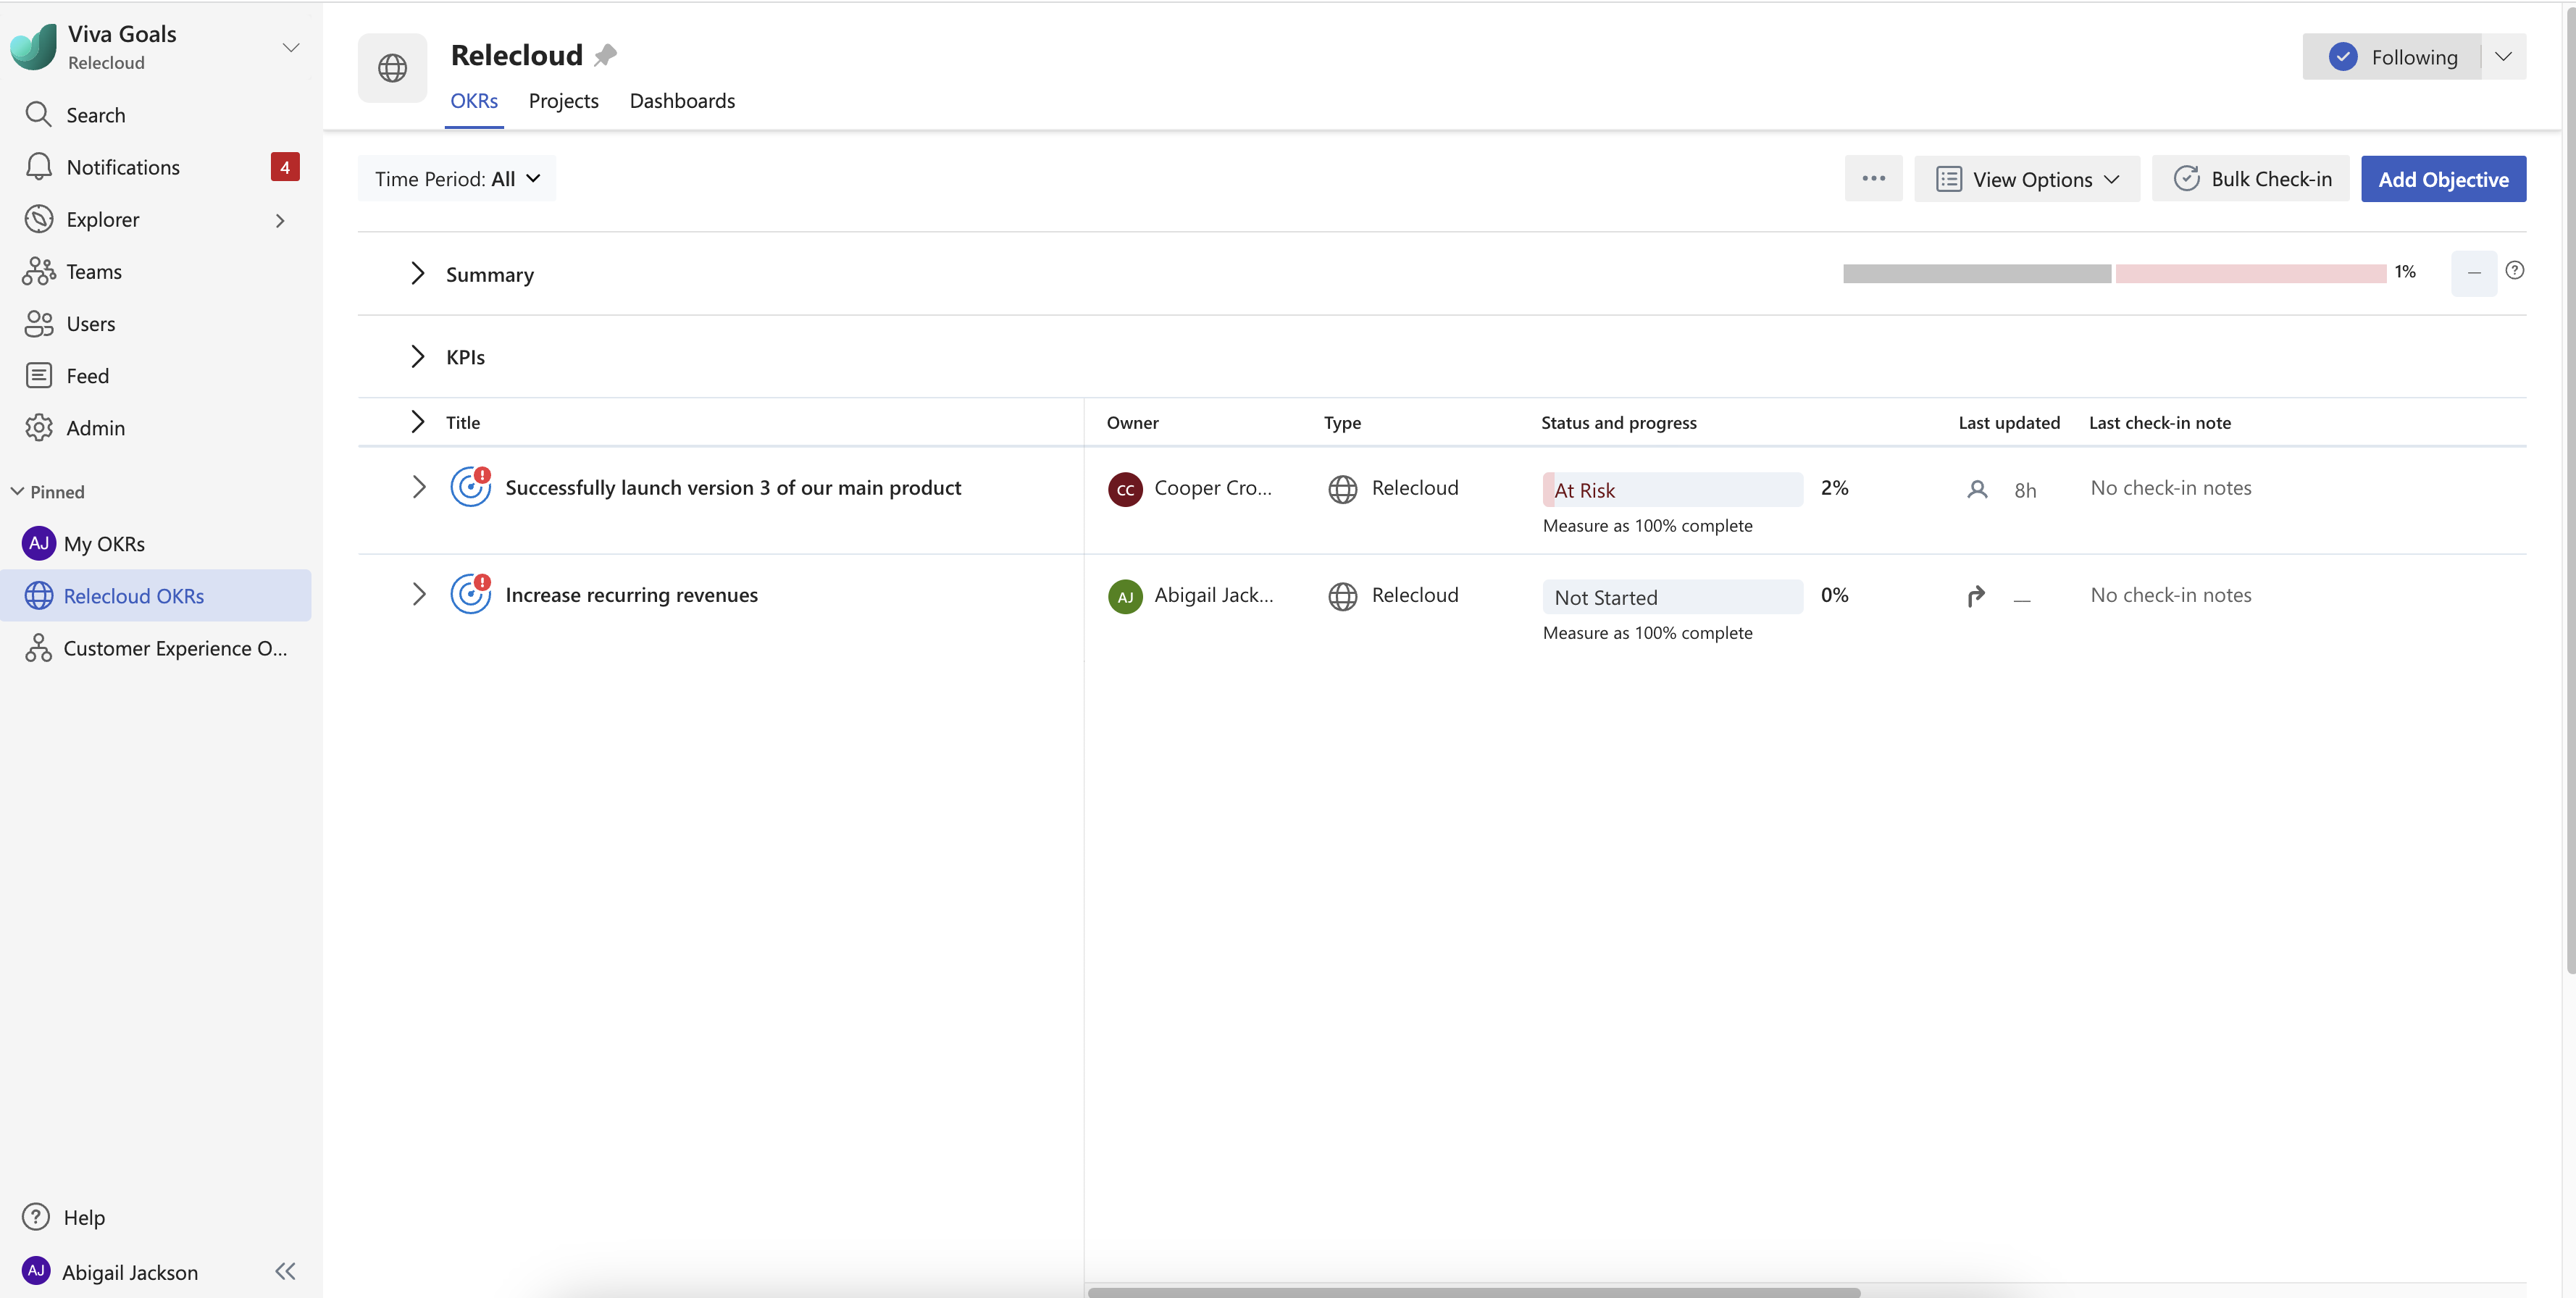 Viva Goals
Relecloud
Search
Notifications 4
Explorer
Teams
Users
Feed
Admin
Pinned
AJ My OKRs
Relecloud OKRs
Customer Experience O...
Help
AJ Abigail Jackson
Relecloud
Following
OKRs Projects Dashboards
Time Period: All
View Options Bulk Check-in Add Objective
Summary 1%
KPIs
Title Owner Type Status and progress Last updated Last check-in note
Successfully launch version 3 of our main product CC Cooper Cro... Relecloud At Risk 2% 8h No check-in notes
Measure as 100% complete
Increase recurring revenues AJ Abigail Jack... Relecloud Not Started 0% — No check-in notes
Measure as 100% complete